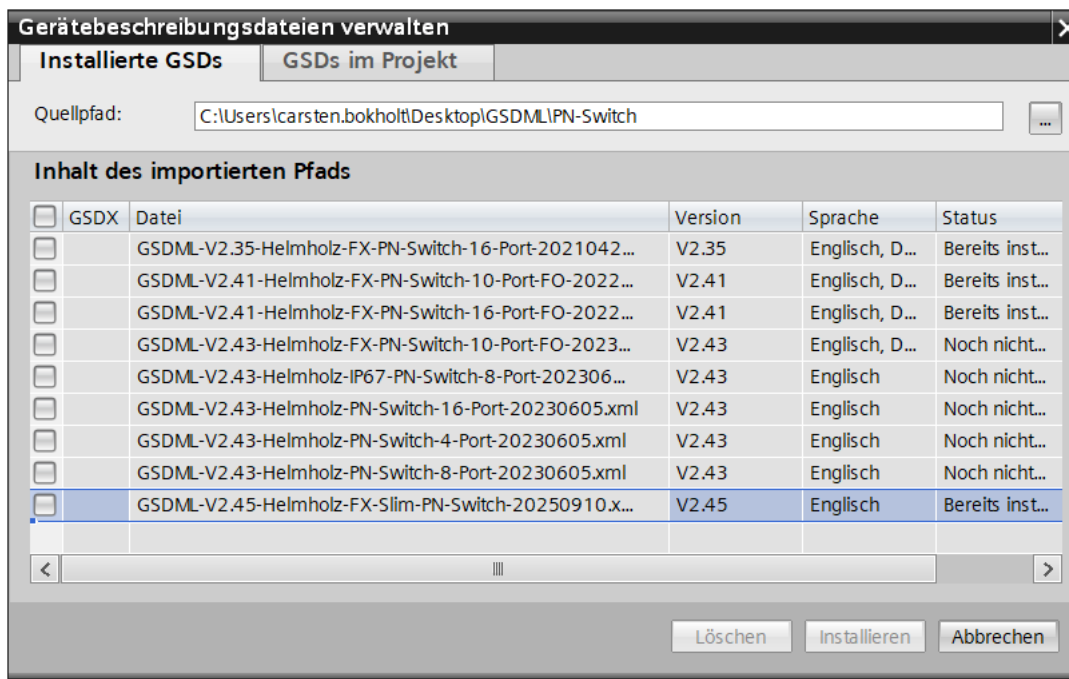 Gerätebeschreibungsdateien verwalten
Installierte GSDs GSDs im Projekt
Quellpfad: C:\Users\carsten.bokholt\Desktop\GSDML\PN-Switch ...
Inhalt des importierten Pfads
GSDX Datei Version Sprache Status
GSDML-V2.35-Helmholz-FX-PN-Switch-16-Port-2021042... V2.35 Englisch, D... Bereits inst...
GSDML-V2.41-Helmholz-FX-PN-Switch-10-Port-FO-2022... V2.41 Englisch, D... Bereits inst...
GSDML-V2.41-Helmholz-FX-PN-Switch-16-Port-FO-2022... V2.41 Englisch, D... Bereits inst...
GSDML-V2.43-Helmholz-FX-PN-Switch-10-Port-FO-2023... V2.43 Englisch, D... Noch nicht...
GSDML-V2.43-Helmholz-IP67-PN-Switch-8-Port-202306... V2.43 Englisch Noch nicht...
GSDML-V2.43-Helmholz-PN-Switch-16-Port-20230605.xml V2.43 Englisch Noch nicht...
GSDML-V2.43-Helmholz-PN-Switch-4-Port-20230605.xml V2.43 Englisch Noch nicht...
GSDML-V2.43-Helmholz-PN-Switch-8-Port-20230605.xml V2.43 Englisch Noch nicht...
GSDML-V2.45-Helmholz-FX-Slim-PN-Switch-20250910.x... V2.45 Englisch Bereits inst...
Löschen Installieren Abbrechen